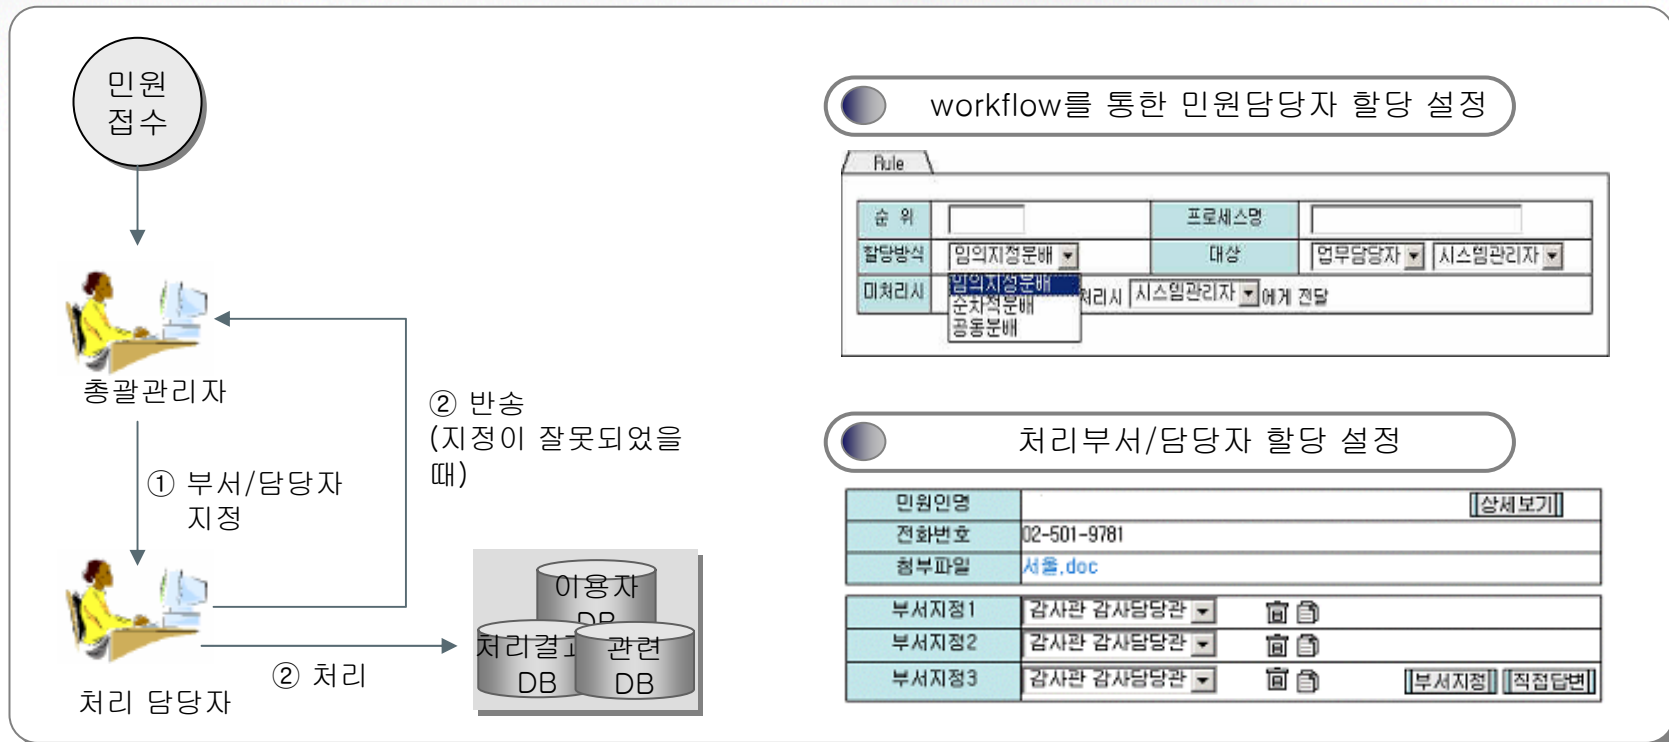 민원
접수
총괄관리자
① 부서/담당자
지정
② 반송
(지정이 잘못되었을
때)
처리 담당자
② 처리
이용자
DB
처리결과
DB
관련
DB
workflow를 통한 민원담당자 할당 설정
Rule
순 위
프로세스명
할당방식 임의지정분배 대상 업무담당자 시스템관리자
임의지정분배
순차적분배
공동분배
미처리시 처리시 시스템관리자 에게 전달
처리부서/담당자 할당 설정
민원인명 상세보기
전화번호 02-501-9781
첨부파일 서울.doc
부서지정1 감사관 감사담당관
부서지정2 감사관 감사담당관
부서지정3 감사관 감사담당관 부서지정 직접답변